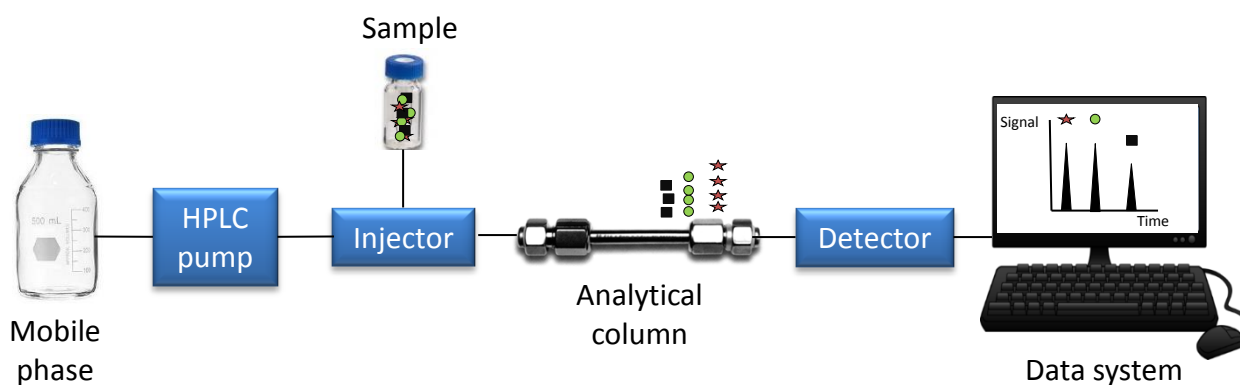 Sample
500 mL
HPLC
pump
Injector
Detector
Signal
Time
Analytical
column
Mobile
phase
Data system